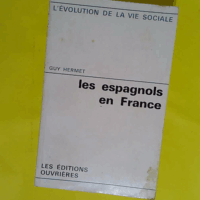 L'ÉVOLUTION DE LA VIE SOCIALE
GUY HERMET
les espagnols
en France
LES ÉDITIONS
OUVRIÈRES